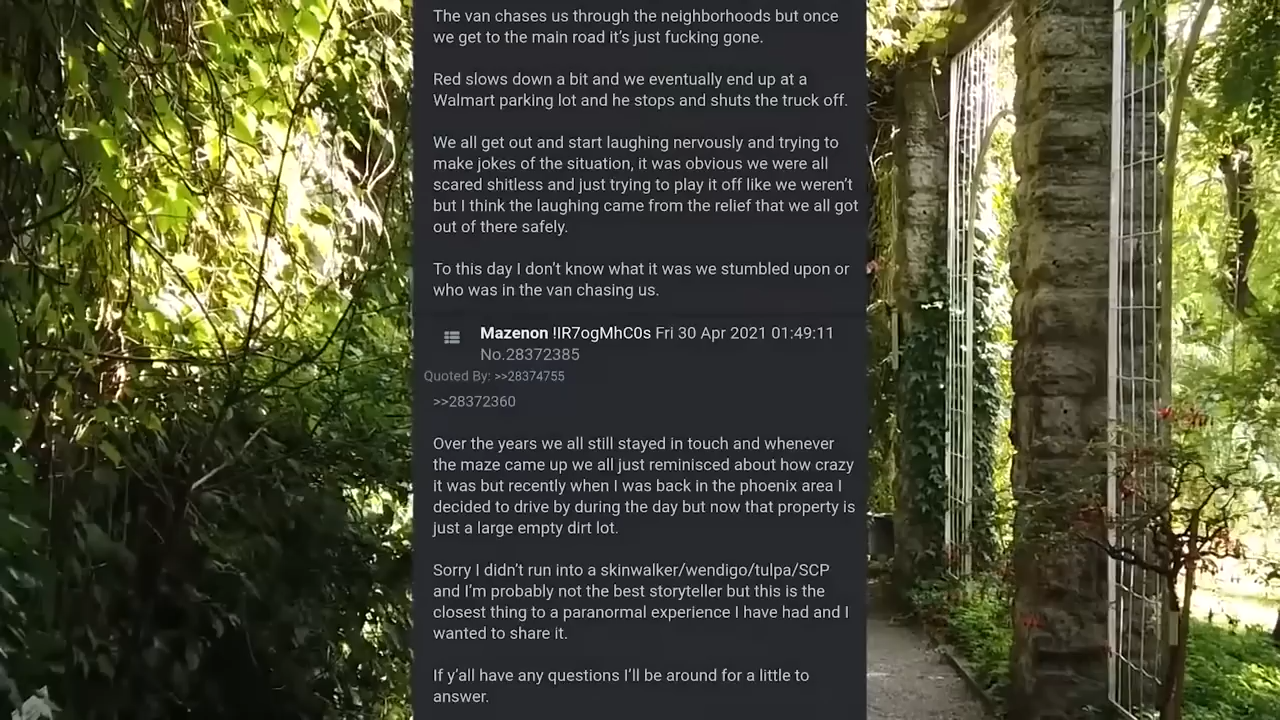 The van chases us through the neighborhoods but once
we get to the main road it’s just fucking gone.
Red slows down a bit and we eventually end up at a
Walmart parking lot and he stops and shuts the truck off.
We all get out and start laughing nervously and trying to
make jokes of the situation, it was obvious we were all
scared shitless and just trying to play it off like we weren’t
but I think the laughing came from the relief that we all got
out of there safely.
To this day I don’t know what it was we stumbled upon or
who was in the van chasing us.
Mazenon !IR7ogMhC0s Fri 30 Apr 2021 01:49:11
No.28372385
Quoted By: >>28374755
>>28372360
Over the years we all still stayed in touch and whenever
the maze came up we all just reminisced about how crazy
it was but recently when I was back in the phoenix area I
decided to drive by during the day but now that property is
just a large empty dirt lot.
Sorry I didn’t run into a skinwalker/wendigo/tulpa/SCP
and I’m probably not the best storyteller but this is the
closest thing to a paranormal experience I have had and I
wanted to share it.
If y’all have any questions I’ll be around for a little to
answer.